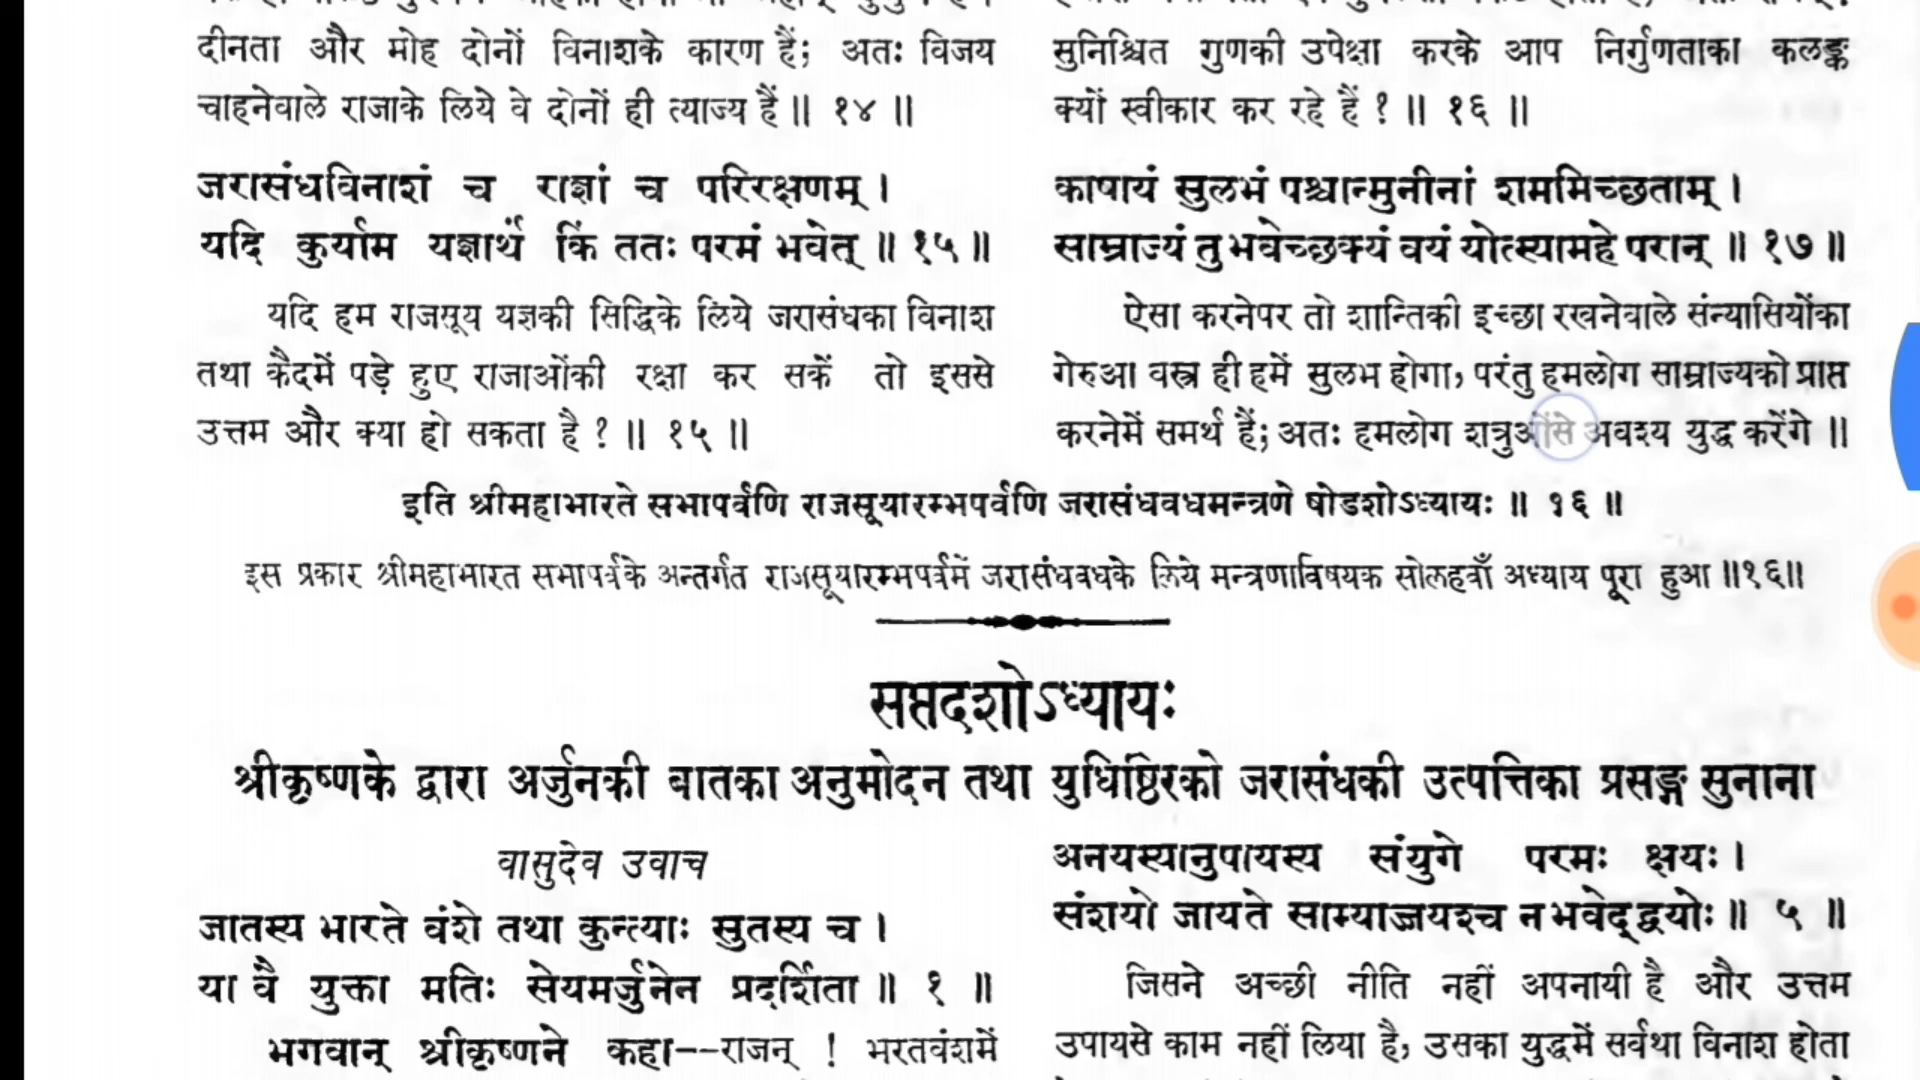 दीनता और मोह दोनों विनाशके कारण हैं; अतः विजय
चाहनेवाले राजाके लिये वे दोनों ही त्याज्य हैं॥ १४ ॥
जरासंधविनाशं च राज्ञां च परिरक्षणम् ।
यदि कुर्याम यज्ञार्थं किं ततः परमं भवेत् ॥ १५ ॥
यदि हम राजसूय यज्ञकी सिद्धिके लिये जरासंधका विनाश
तथा कैदमें पड़े हुए राजाओंकी रक्षा कर सकें तो इससे
उत्तम और क्या हो सकता है ? ॥ १५ ॥
सुनिश्चित गुणकी उपेक्षा करके आप निर्गुणताका कलङ्क
क्यों स्वीकार कर रहे हैं ? ॥ १६ ॥
काषायं सुलभं पश्चान्मुनीनां शममिच्छताम् ।
साम्राज्यं तु भवेच्छक्यं वयं योत्स्यामहे परान् ॥ १७ ॥
ऐसा करनेपर तो शान्तिकी इच्छा रखनेवाले संन्यासियोंका
गेरुआ वस्त्र ही हमें सुलभ होगा, परंतु हमलोग साम्राज्यको प्राप्त
करनेमें समर्थ हैं; अतः हमलोग शत्रुओंसे अवश्य युद्ध करेंगे ॥
इति श्रीमहाभारते सभापर्वणि राजसूयारम्भपर्वणि जरासंधवधमन्त्रणे षोडशोऽध्यायः ॥ १६ ॥
इस प्रकार श्रीमहाभारत सभापर्वके अन्तर्गत राजसूयारम्भपर्वमें जरासंधवधके लिये मन्त्रणाविषयक सोलहवाँ अध्याय पूरा हुआ ॥१६॥
सप्तदशोऽध्यायः
श्रीकृष्णके द्वारा अर्जुनकी बातका अनुमोदन तथा युधिष्ठिरको जरासंधकी उत्पत्तिका प्रसङ्ग सुनाना
वासुदेव उवाच
जातस्य भारते वंशे तथा कुन्त्याः सुतस्य च ।
या वै युक्ता मतिः सेयमर्जुनेन प्रदर्शिता ॥ १ ॥
भगवान् श्रीकृष्णने कहा--राजन् ! भरतवंशमें
अनयस्यानुपायस्य संयुगे परमः क्षयः ।
संशयो जायते साम्याज्जयश्च न भवेद्द्वयोः ॥ ५ ॥
जिसने अच्छी नीति नहीं अपनायी है और उत्तम
उपायसे काम नहीं लिया है, उसका युद्धमें सर्वथा विनाश होता